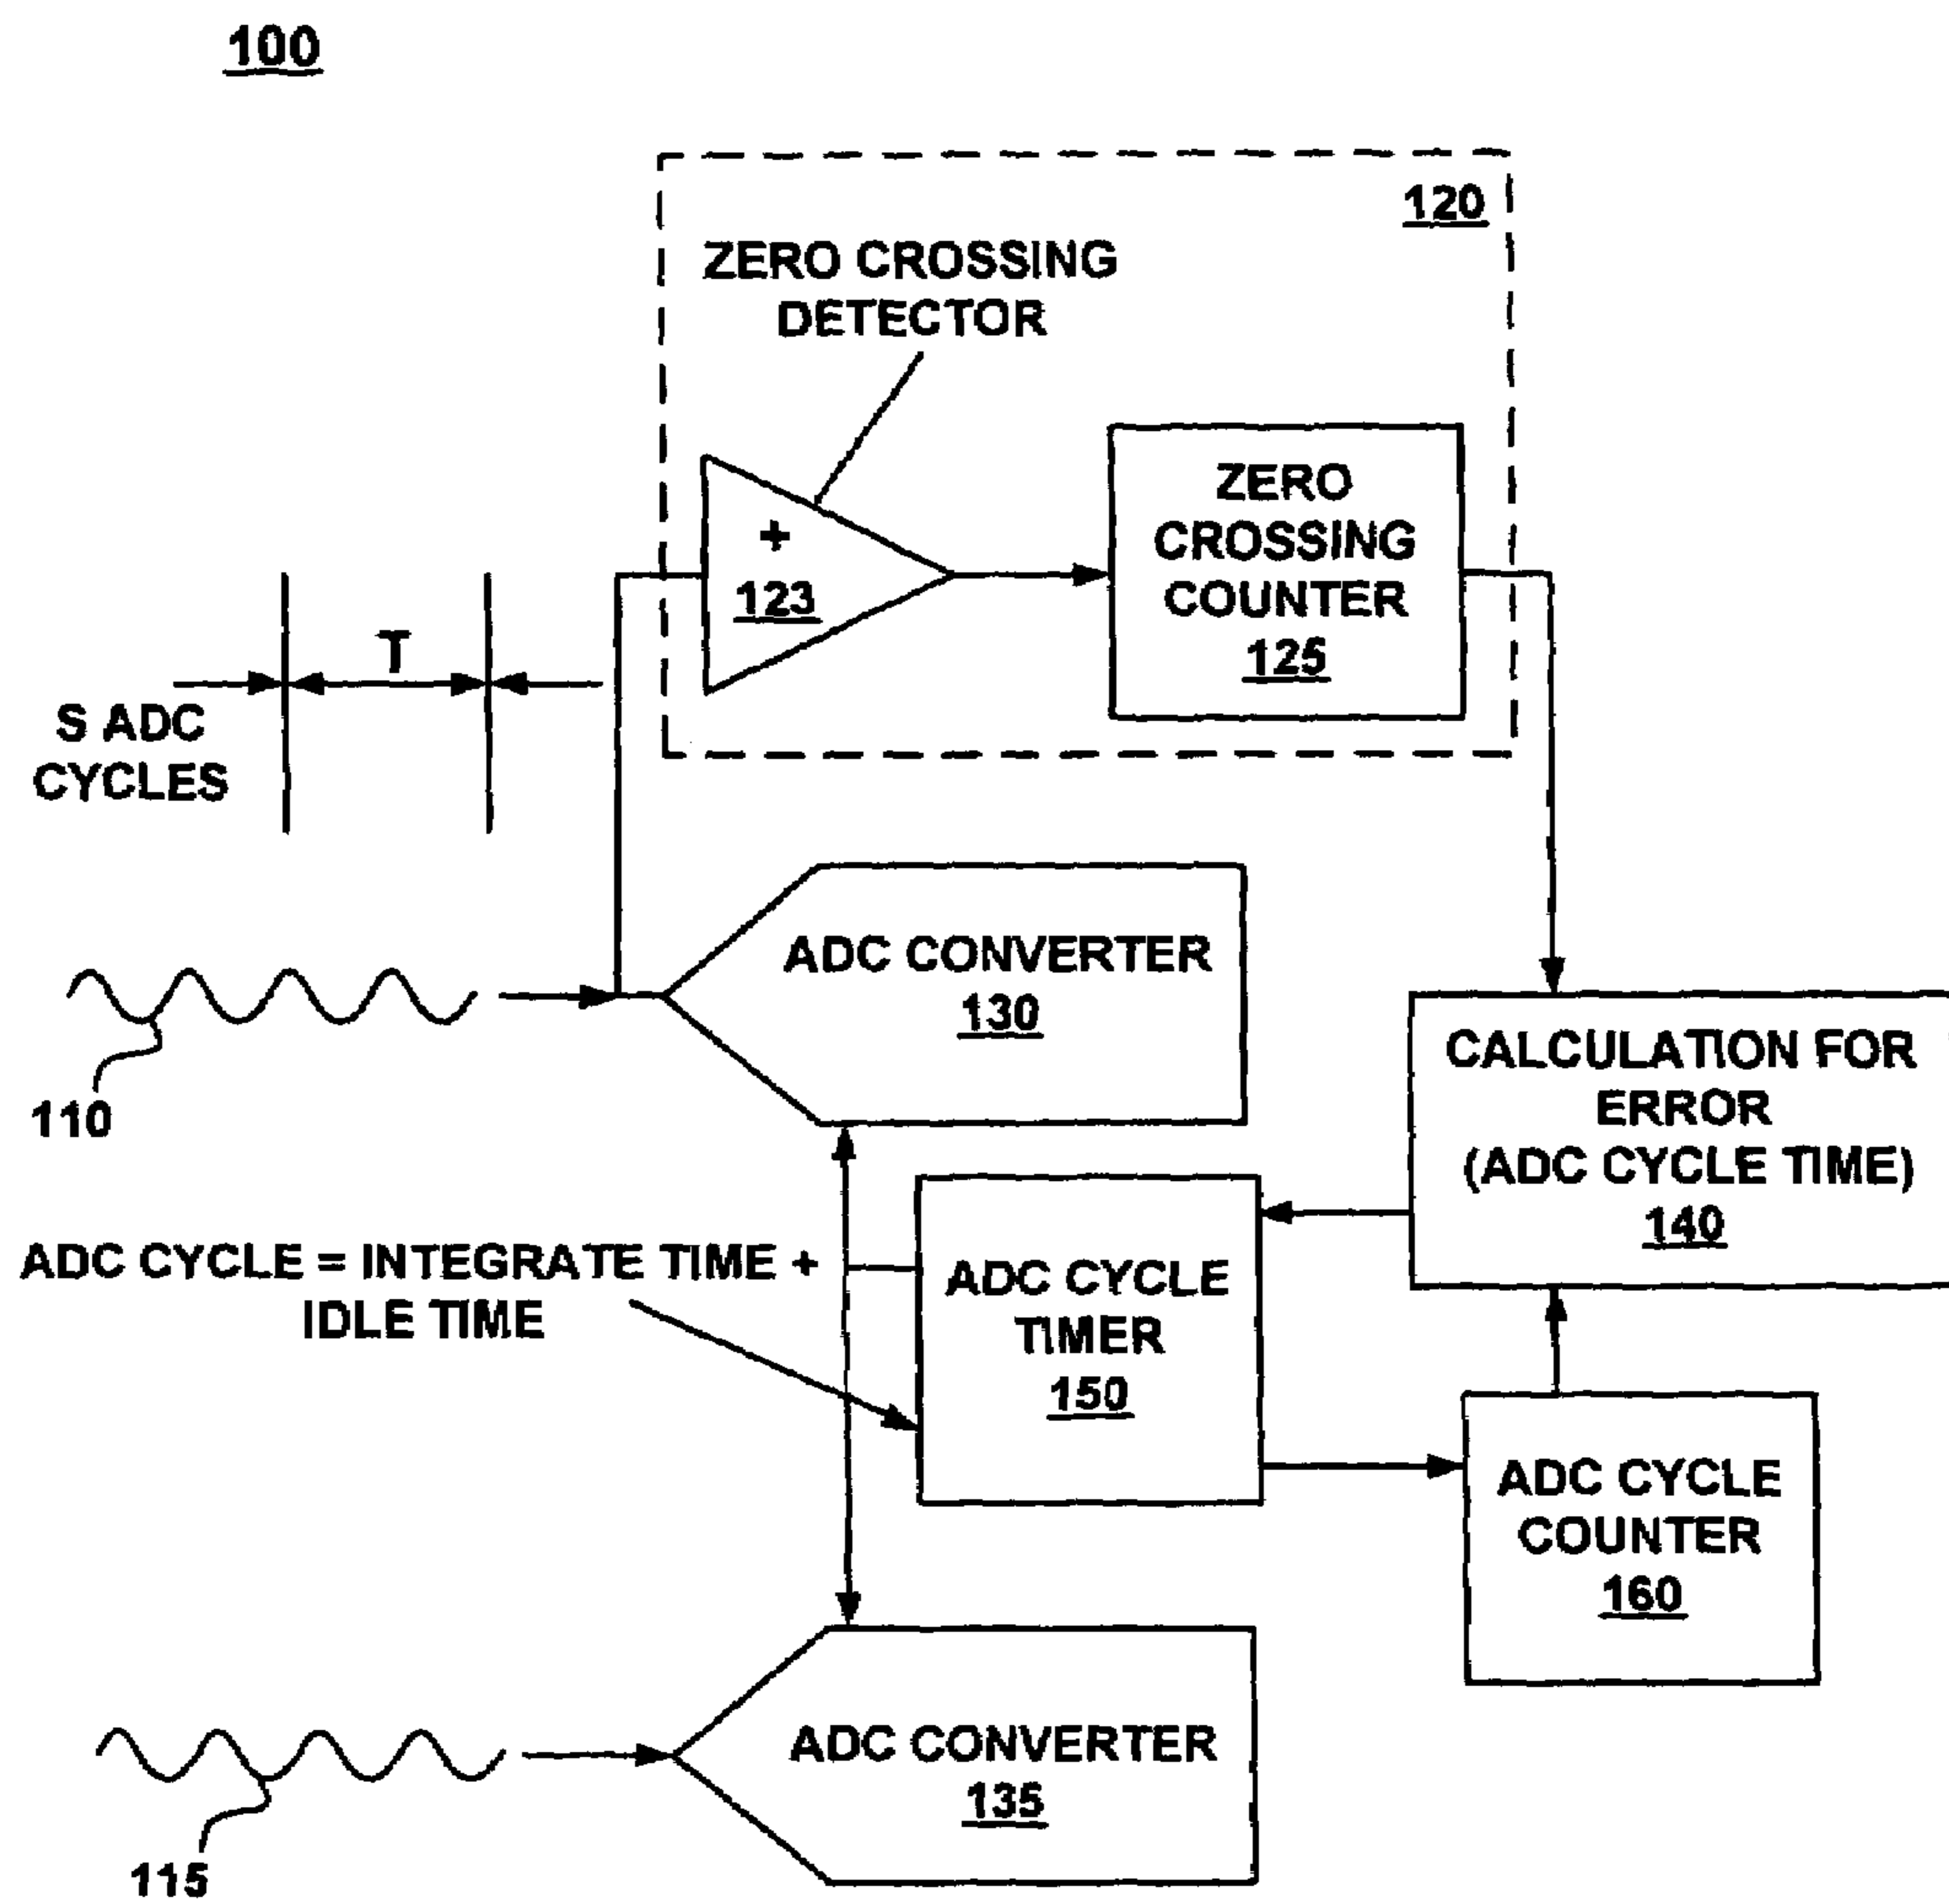 100
120
ZERO CROSSING
DETECTOR
+
123
ZERO
CROSSING
COUNTER
125
T
S ADC
CYCLES
ADC CONVERTER
130
110
CALCULATION FOR
ERROR
(ADC CYCLE TIME)
140
ADC CYCLE = INTEGRATE TIME +
IDLE TIME
ADC CYCLE
TIMER
150
ADC CYCLE
COUNTER
160
ADC CONVERTER
135
115